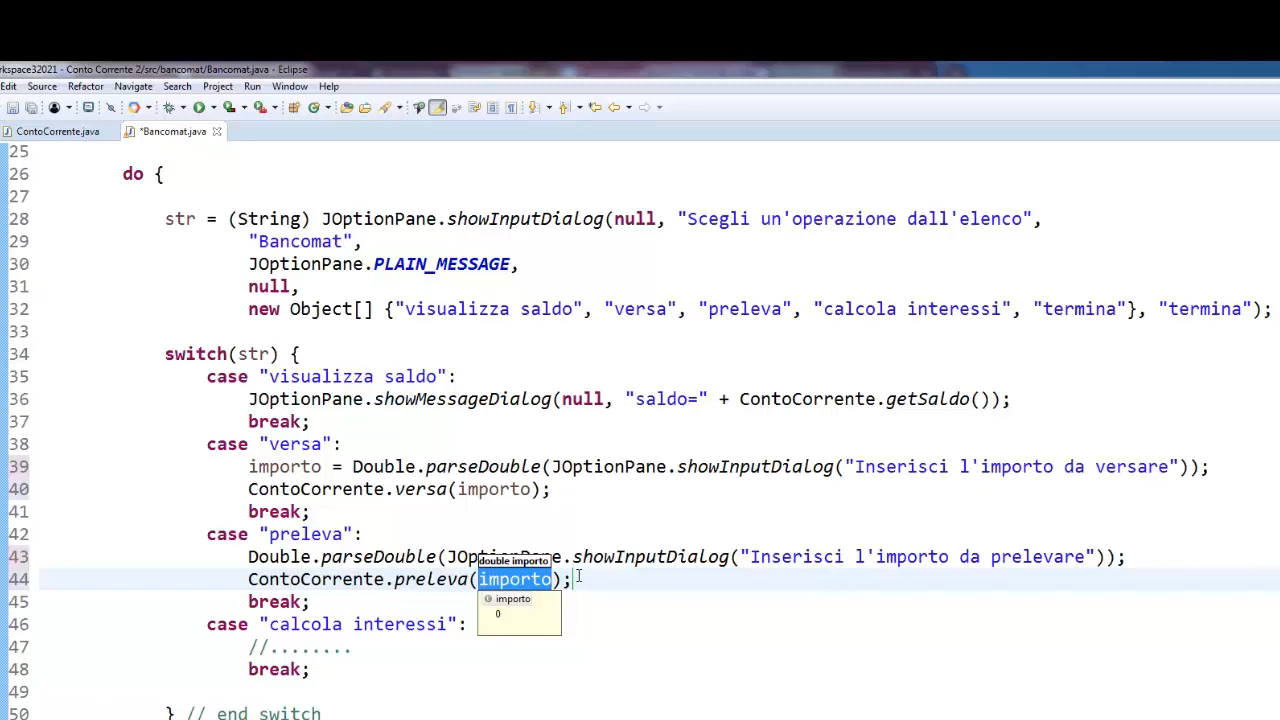 rkspace32021 - Conto Corrente 2/src/bancomat/Bancomat.java - Eclipse
Edit Source Refactor Navigate Search Project Run Window Help
ContoCorrente.java *Bancomat.java
25
26 do {
27
28 str = (String) JOptionPane.showInputDialog(null, "Scegli un'operazione dall'elenco",
29 "Bancomat",
30 JOptionPane.PLAIN_MESSAGE,
31 null,
32 new Object[] {"visualizza saldo", "versa", "preleva", "calcola interessi", "termina"}, "termina");
33
34 switch(str) {
35 case "visualizza saldo":
36 JOptionPane.showMessageDialog(null, "saldo=" + ContoCorrente.getSaldo());
37 break;
38 case "versa":
39 importo = Double.parseDouble(JOptionPane.showInputDialog("Inserisci l'importo da versare"));
40 ContoCorrente.versa(importo);
41 break;
42 case "preleva":
43 Double.parseDouble(JOptionPane.showInputDialog("Inserisci l'importo da prelevare"));
double importo
44 ContoCorrente.preleva(importo);
importo
45 break;
0
46 case "calcola interessi":
47 //........
48 break;
49
50 } // end switch